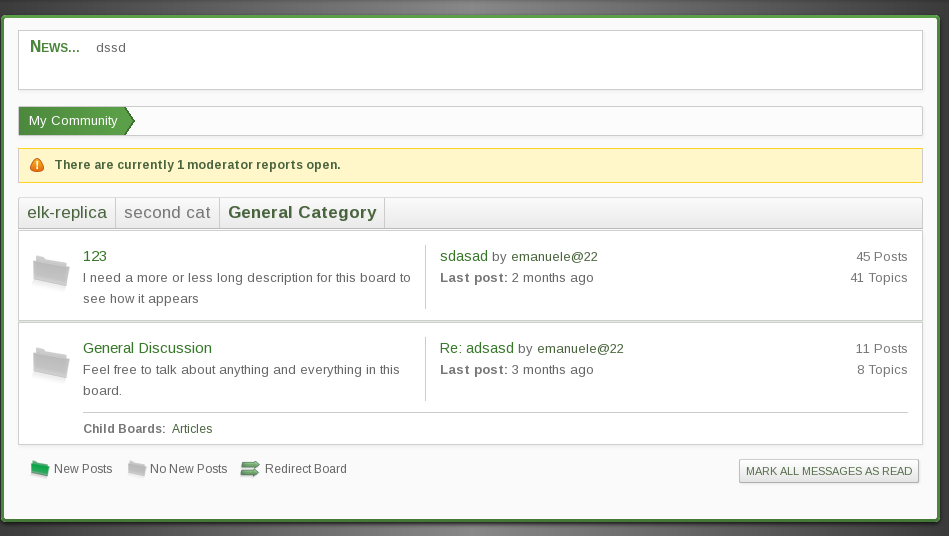 News... dssd
My Community
There are currently 1 moderator reports open.
elk-replica second cat General Category
123
I need a more or less long description for this board to
see how it appears
sdasad by emanuele@22
Last post: 2 months ago
45 Posts
41 Topics
General Discussion
Feel free to talk about anything and everything in this
board.
Re: adsasd by emanuele@22
Last post: 3 months ago
11 Posts
8 Topics
Child Boards: Articles
New Posts No New Posts Redirect Board
MARK ALL MESSAGES AS READ